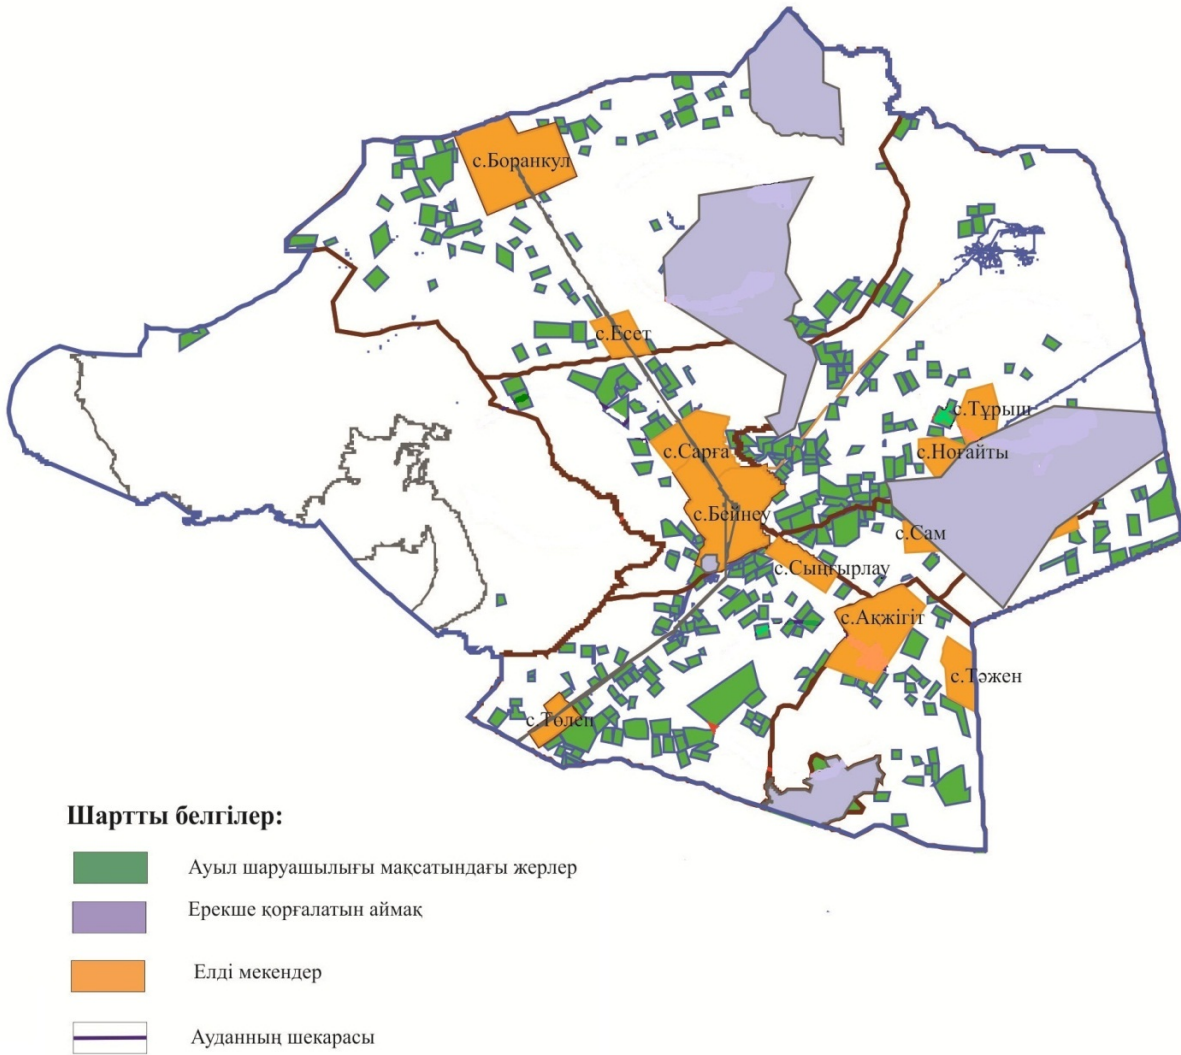 с.Боранкул
с.Есет
с.Тұрыш
с.Сарға
с.Ноғайты
с.Бейнеу
с.Сам
с.Сыңғырлау
с.Ақжігіт
с.Тәжен
с.Төлеп
Шартты белгілер:
Ауыл шаруашылығы мақсатындағы жерлер
Ерекше қорғалатын аймақ
Елді мекендер
Ауданның шекарасы